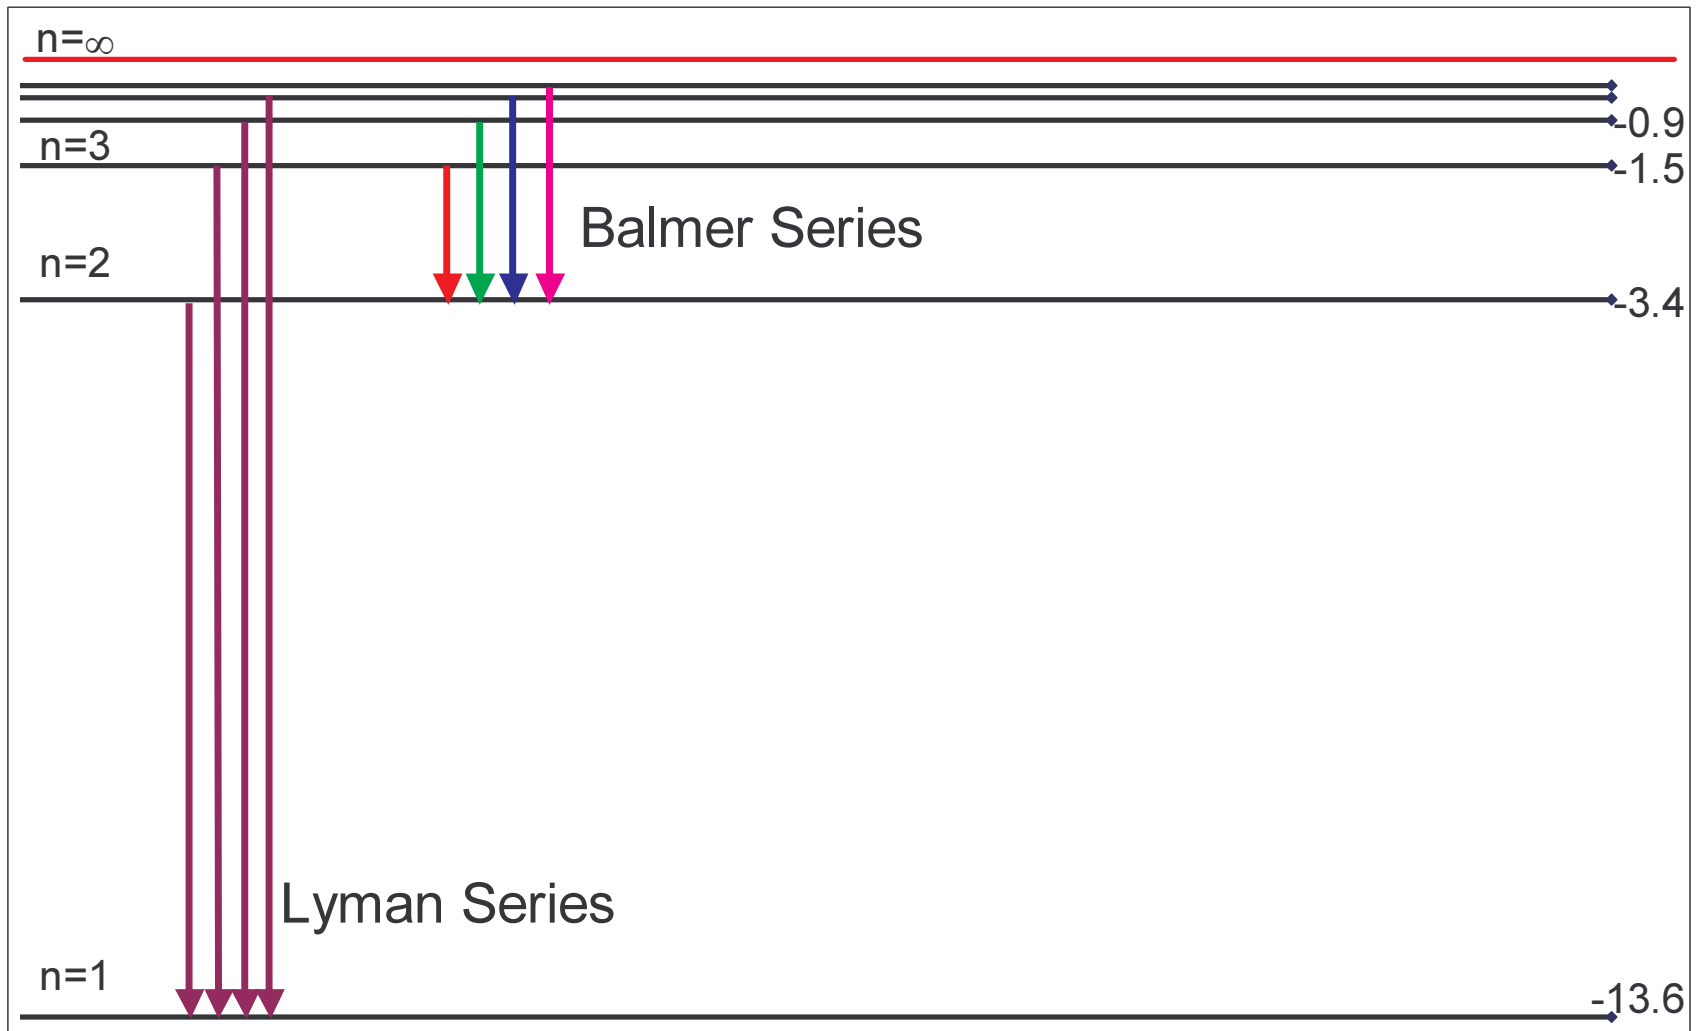 n=∞
-0.9
n=3
-1.5
Balmer Series
n=2
-3.4
Lyman Series
n=1
-13.6